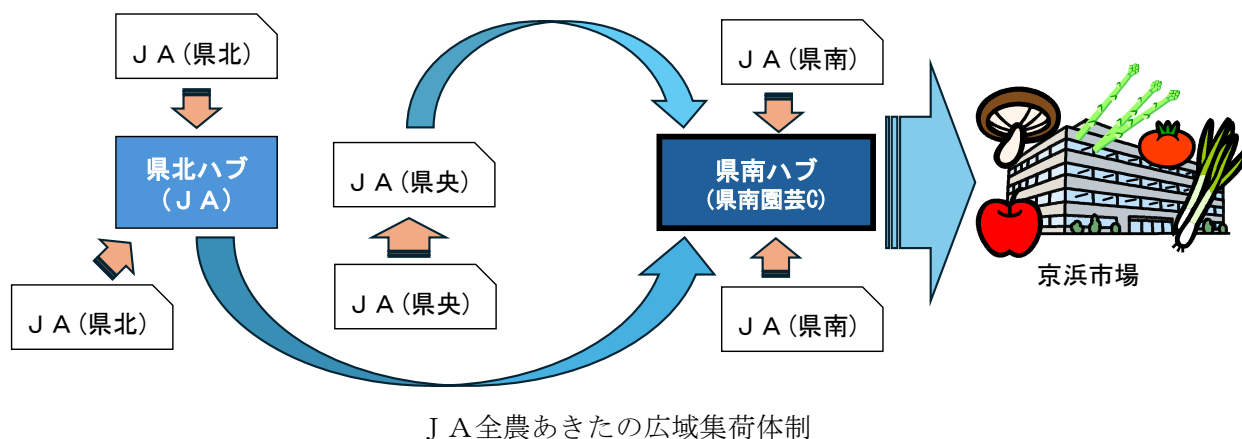 ＪＡ(県北)
県北ハブ
(ＪＡ)
ＪＡ(県北)
ＪＡ(県央)
ＪＡ(県央)
ＪＡ(県南)
県南ハブ
(県南園芸C)
ＪＡ(県南)
京浜市場
ＪＡ全農あきたの広域集荷体制